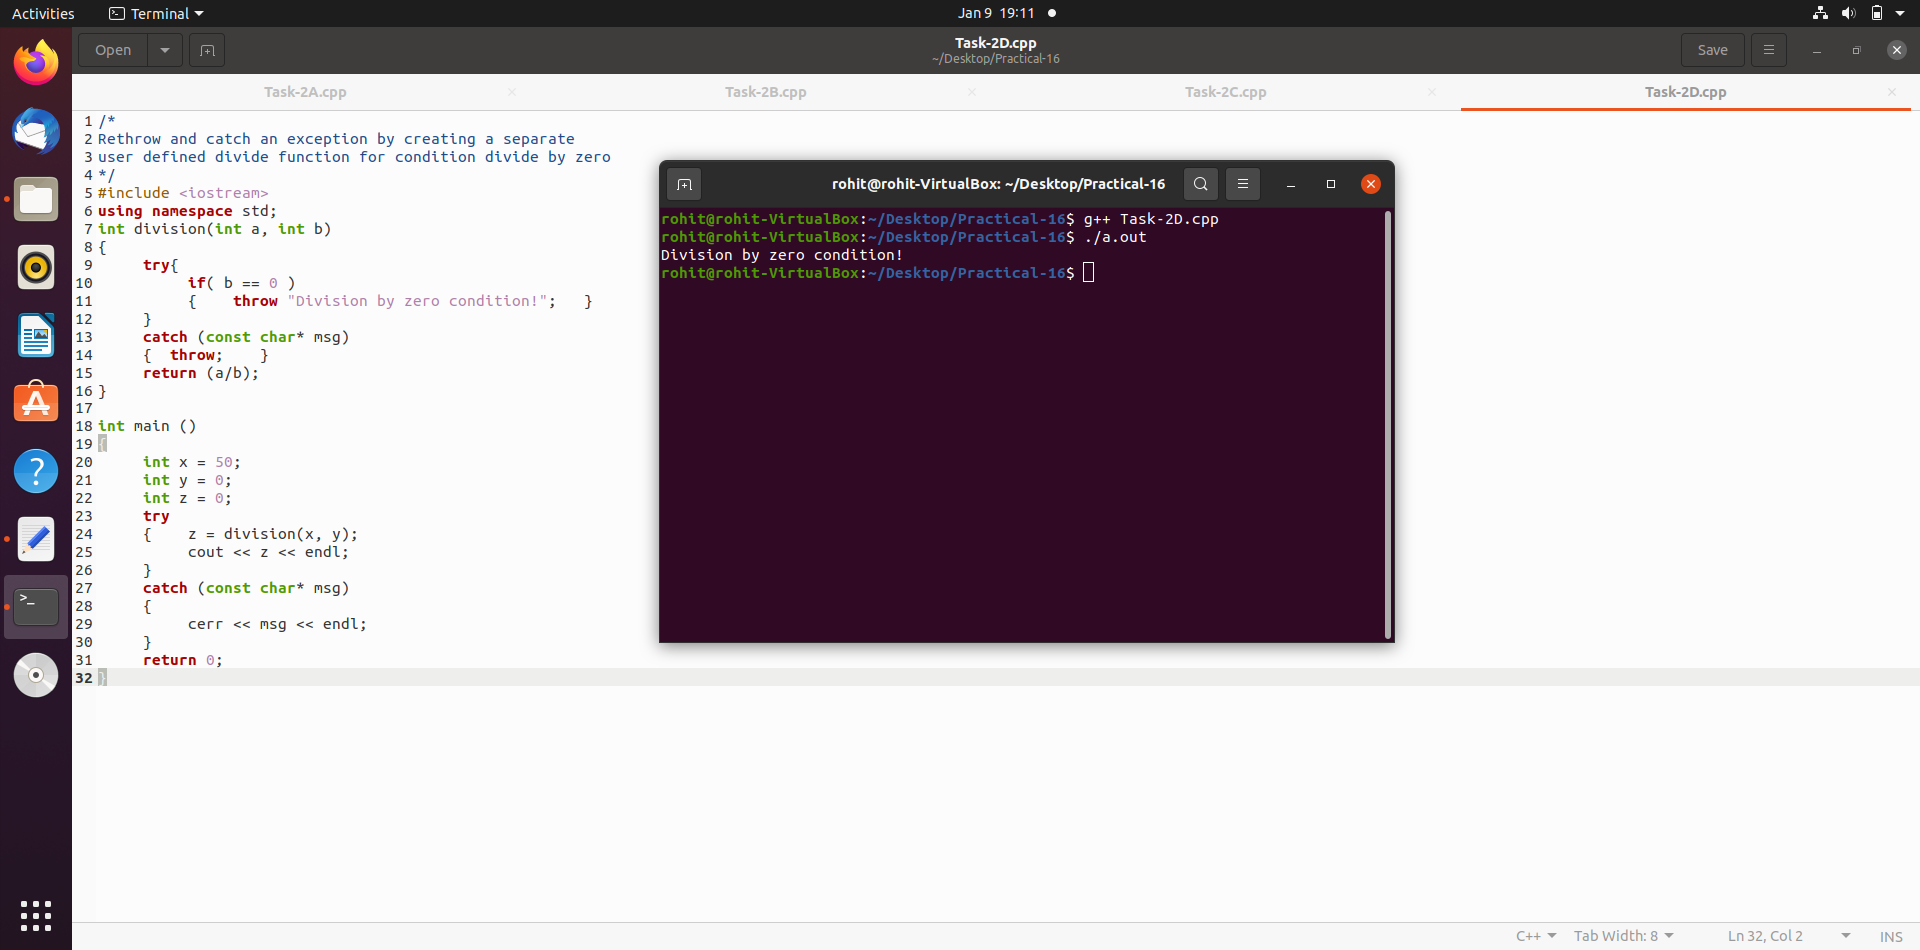 Activities
Terminal
Jan 9 19:11
Open
Task-2D.cpp
~/Desktop/Practical-16
Save
Task-2A.cpp
Task-2B.cpp
Task-2C.cpp
Task-2D.cpp
1 /*
2 Rethrow and catch an exception by creating a separate
3 user defined divide function for condition divide by zero
4 */
5 #include <iostream>
6 using namespace std;
7 int division(int a, int b)
8 {
9 try{
10 if( b == 0 )
11 { throw "Division by zero condition!"; }
12 }
13 catch (const char* msg)
14 { throw; }
15 return (a/b);
16 }
17
18 int main ()
19 {
20 int x = 50;
21 int y = 0;
22 int z = 0;
23 try
24 { z = division(x, y);
25 cout << z << endl;
26 }
27 catch (const char* msg)
28 {
29 cerr << msg << endl;
30 }
31 return 0;
32 }
rohit@rohit-VirtualBox: ~/Desktop/Practical-16
rohit@rohit-VirtualBox:~/Desktop/Practical-16$ g++ Task-2D.cpp
rohit@rohit-VirtualBox:~/Desktop/Practical-16$ ./a.out
Division by zero condition!
rohit@rohit-VirtualBox:~/Desktop/Practical-16$
C++
Tab Width: 8
Ln 32, Col 2
INS